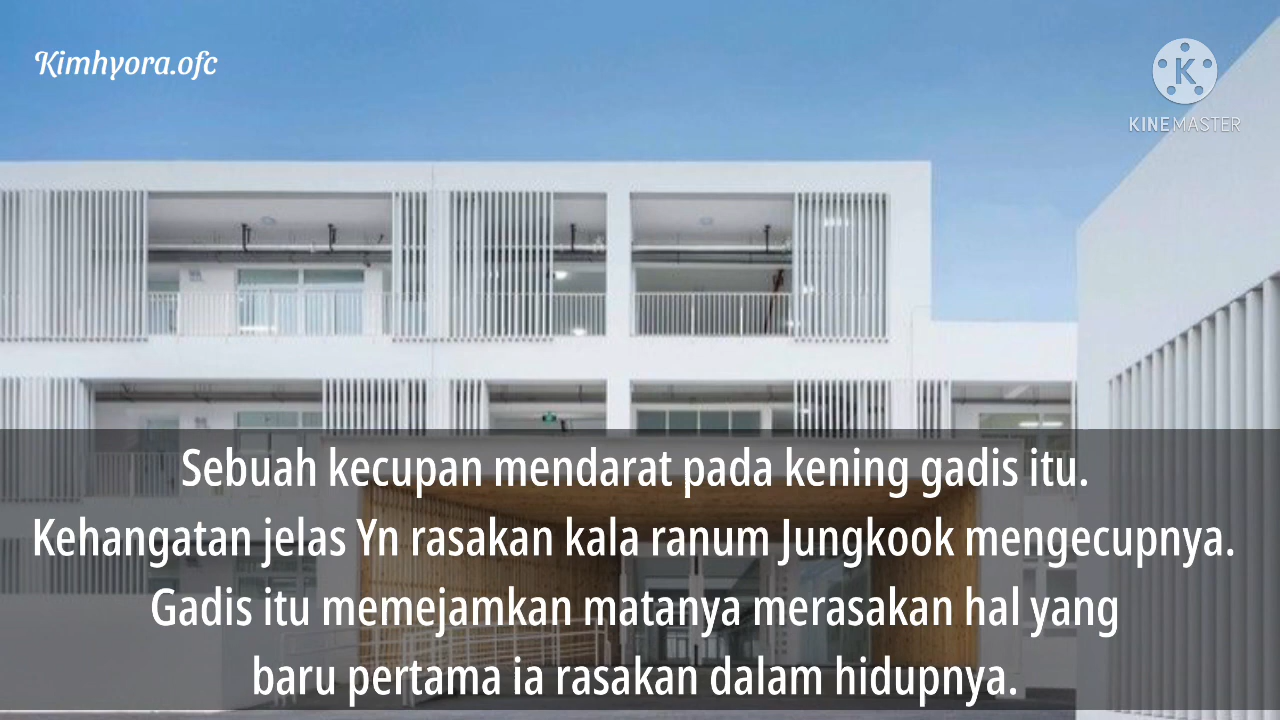 Kimhyora.ofc
KINEMASTER
Sebuah kecupan mendarat pada kening gadis itu.
Kehangatan jelas Yn rasakan kala ranum Jungkook mengecupnya.
Gadis itu memejamkan matanya merasakan hal yang
baru pertama ia rasakan dalam hidupnya.